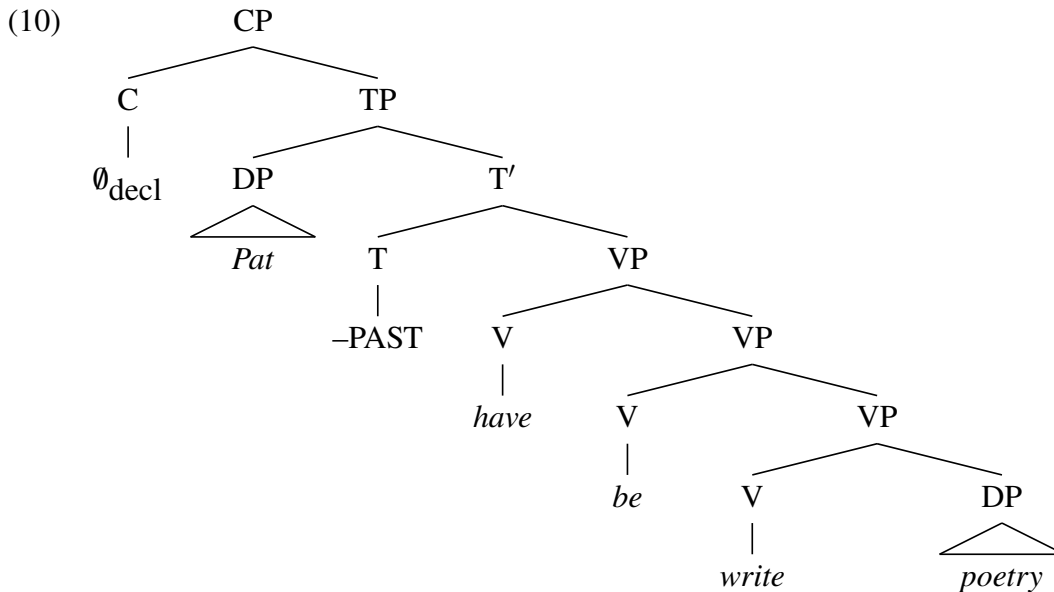 (10) CP
C TP
∅decl DP T′
Pat T VP
–PAST V VP
have V VP
be V DP
write poetry